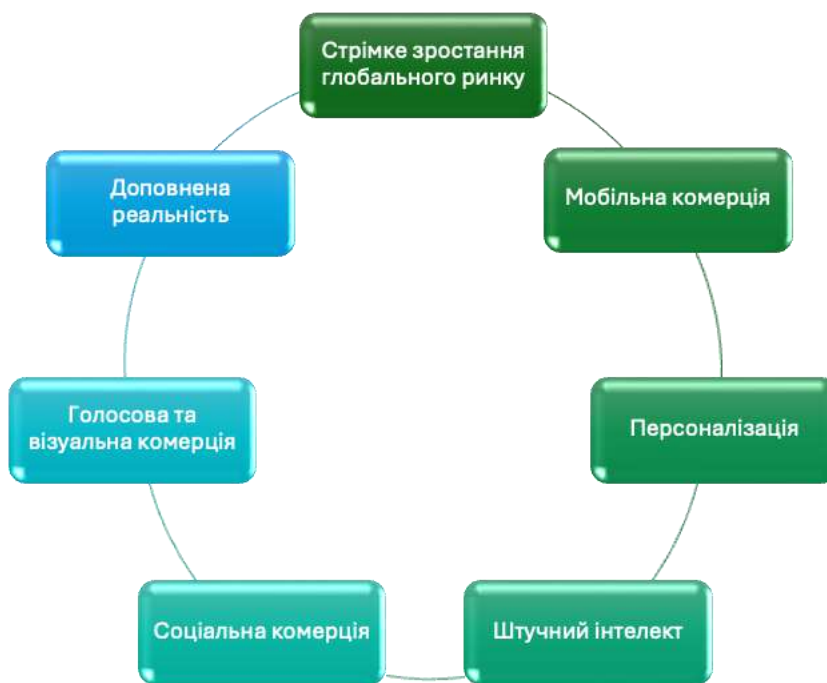 Стрімке зростання
глобального ринку
Мобільна комерція
Персоналізація
Штучний інтелект
Соціальна комерція
Голосова та
візуальна комерція
Доповнена
реальність